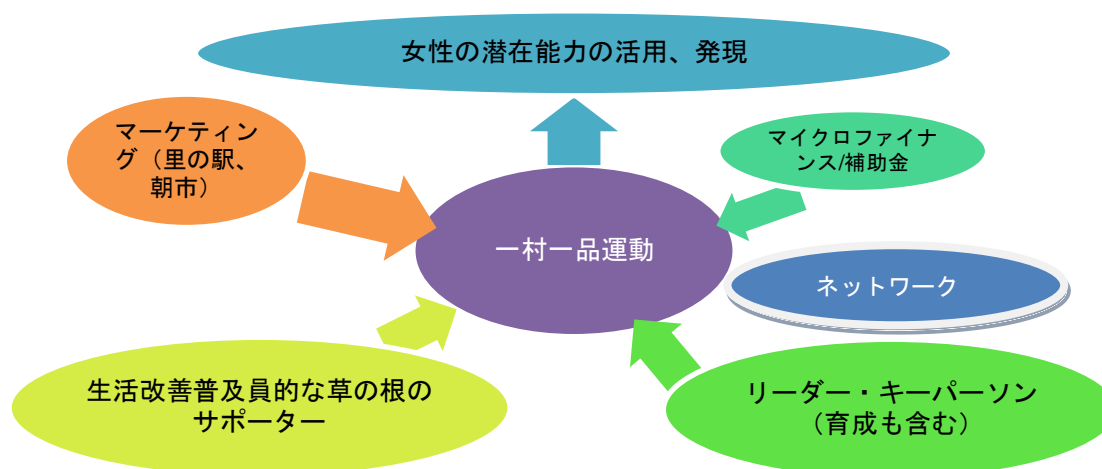 女性の潜在能力の活用、発現
マーケティン
グ（里の駅、
朝市）
マイクロファイナ
ンス/補助金
一村一品運動
ネットワーク
生活改善普及員的な草の根の
サポーター
リーダー・キーパーソン
（育成も含む）